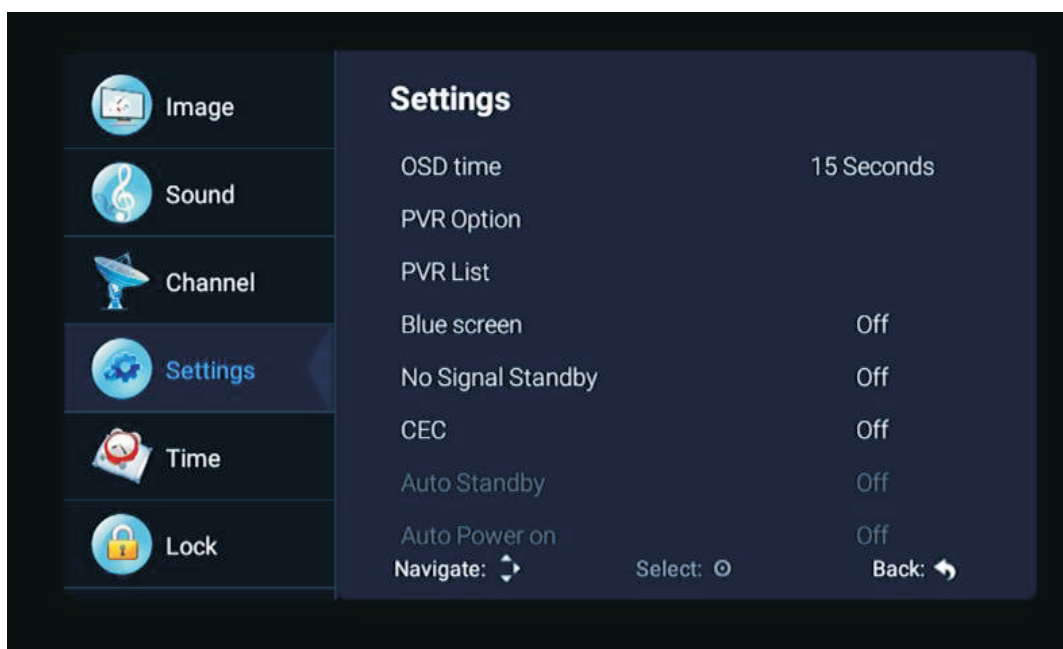 Image
Sound
Channel
Settings
Time
Lock
Settings
OSD time 15 Seconds
PVR Option
PVR List
Blue screen Off
No Signal Standby Off
CEC Off
Auto Standby Off
Auto Power on Off
Navigate: Select: Back: